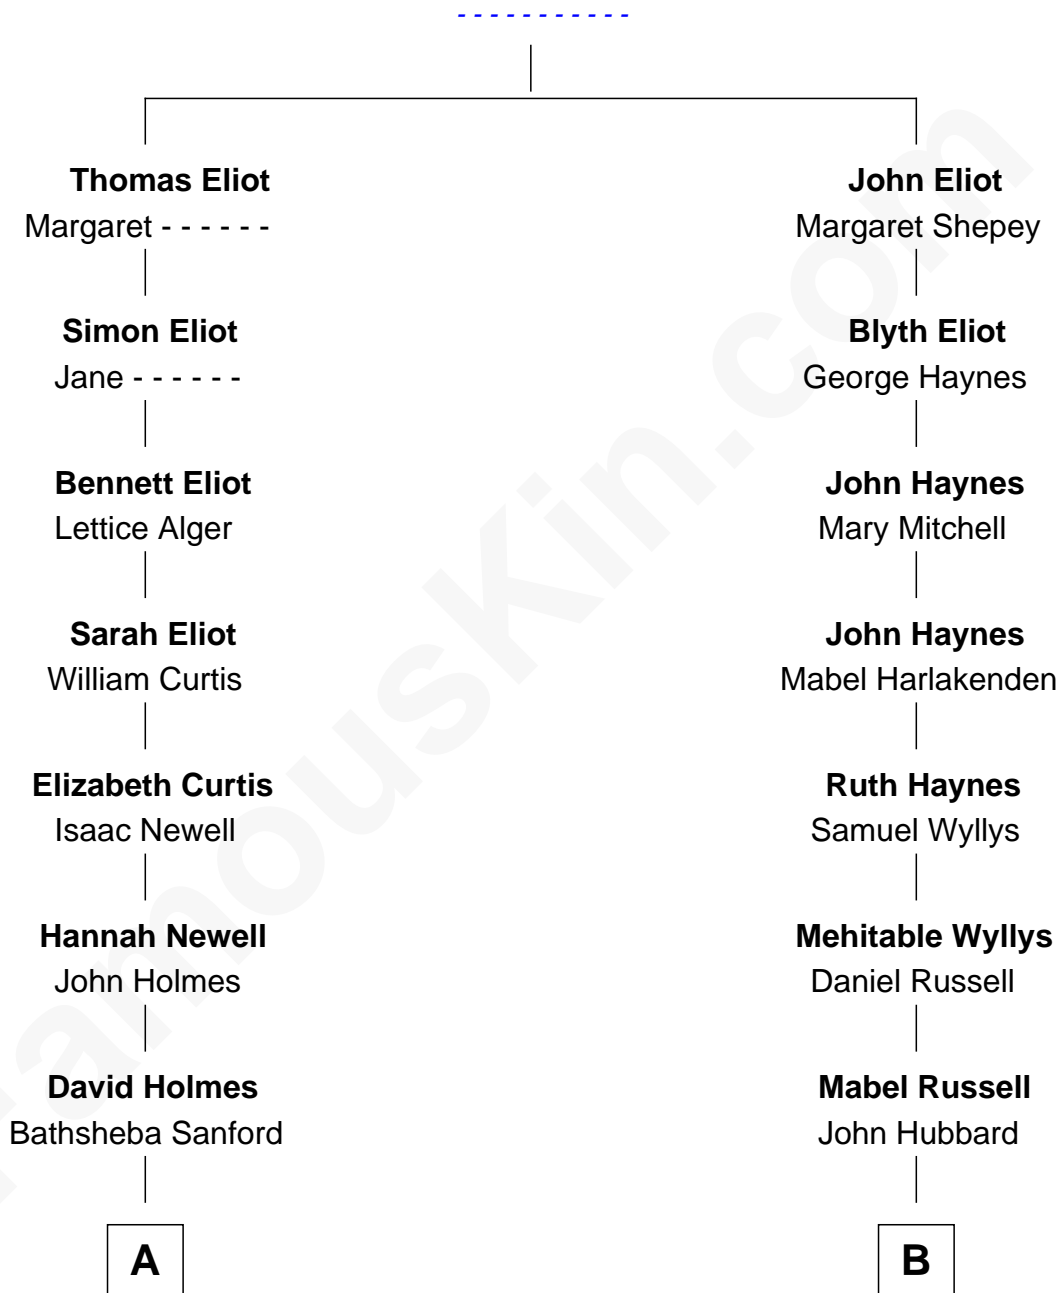 - - - - - - - - - - -
Thomas Eliot
Margaret - - - - - -
John Eliot
Margaret Shepey
Simon Eliot
Jane - - - - - -
Blyth Eliot
George Haynes
Bennett Eliot
Lettice Alger
John Haynes
Mary Mitchell
Sarah Eliot
William Curtis
John Haynes
Mabel Harlakenden
Elizabeth Curtis
Isaac Newell
Ruth Haynes
Samuel Wyllys
Hannah Newell
John Holmes
Mehitable Wyllys
Daniel Russell
David Holmes
Bathsheba Sanford
Mabel Russell
John Hubbard
A
B
FamousKin.com